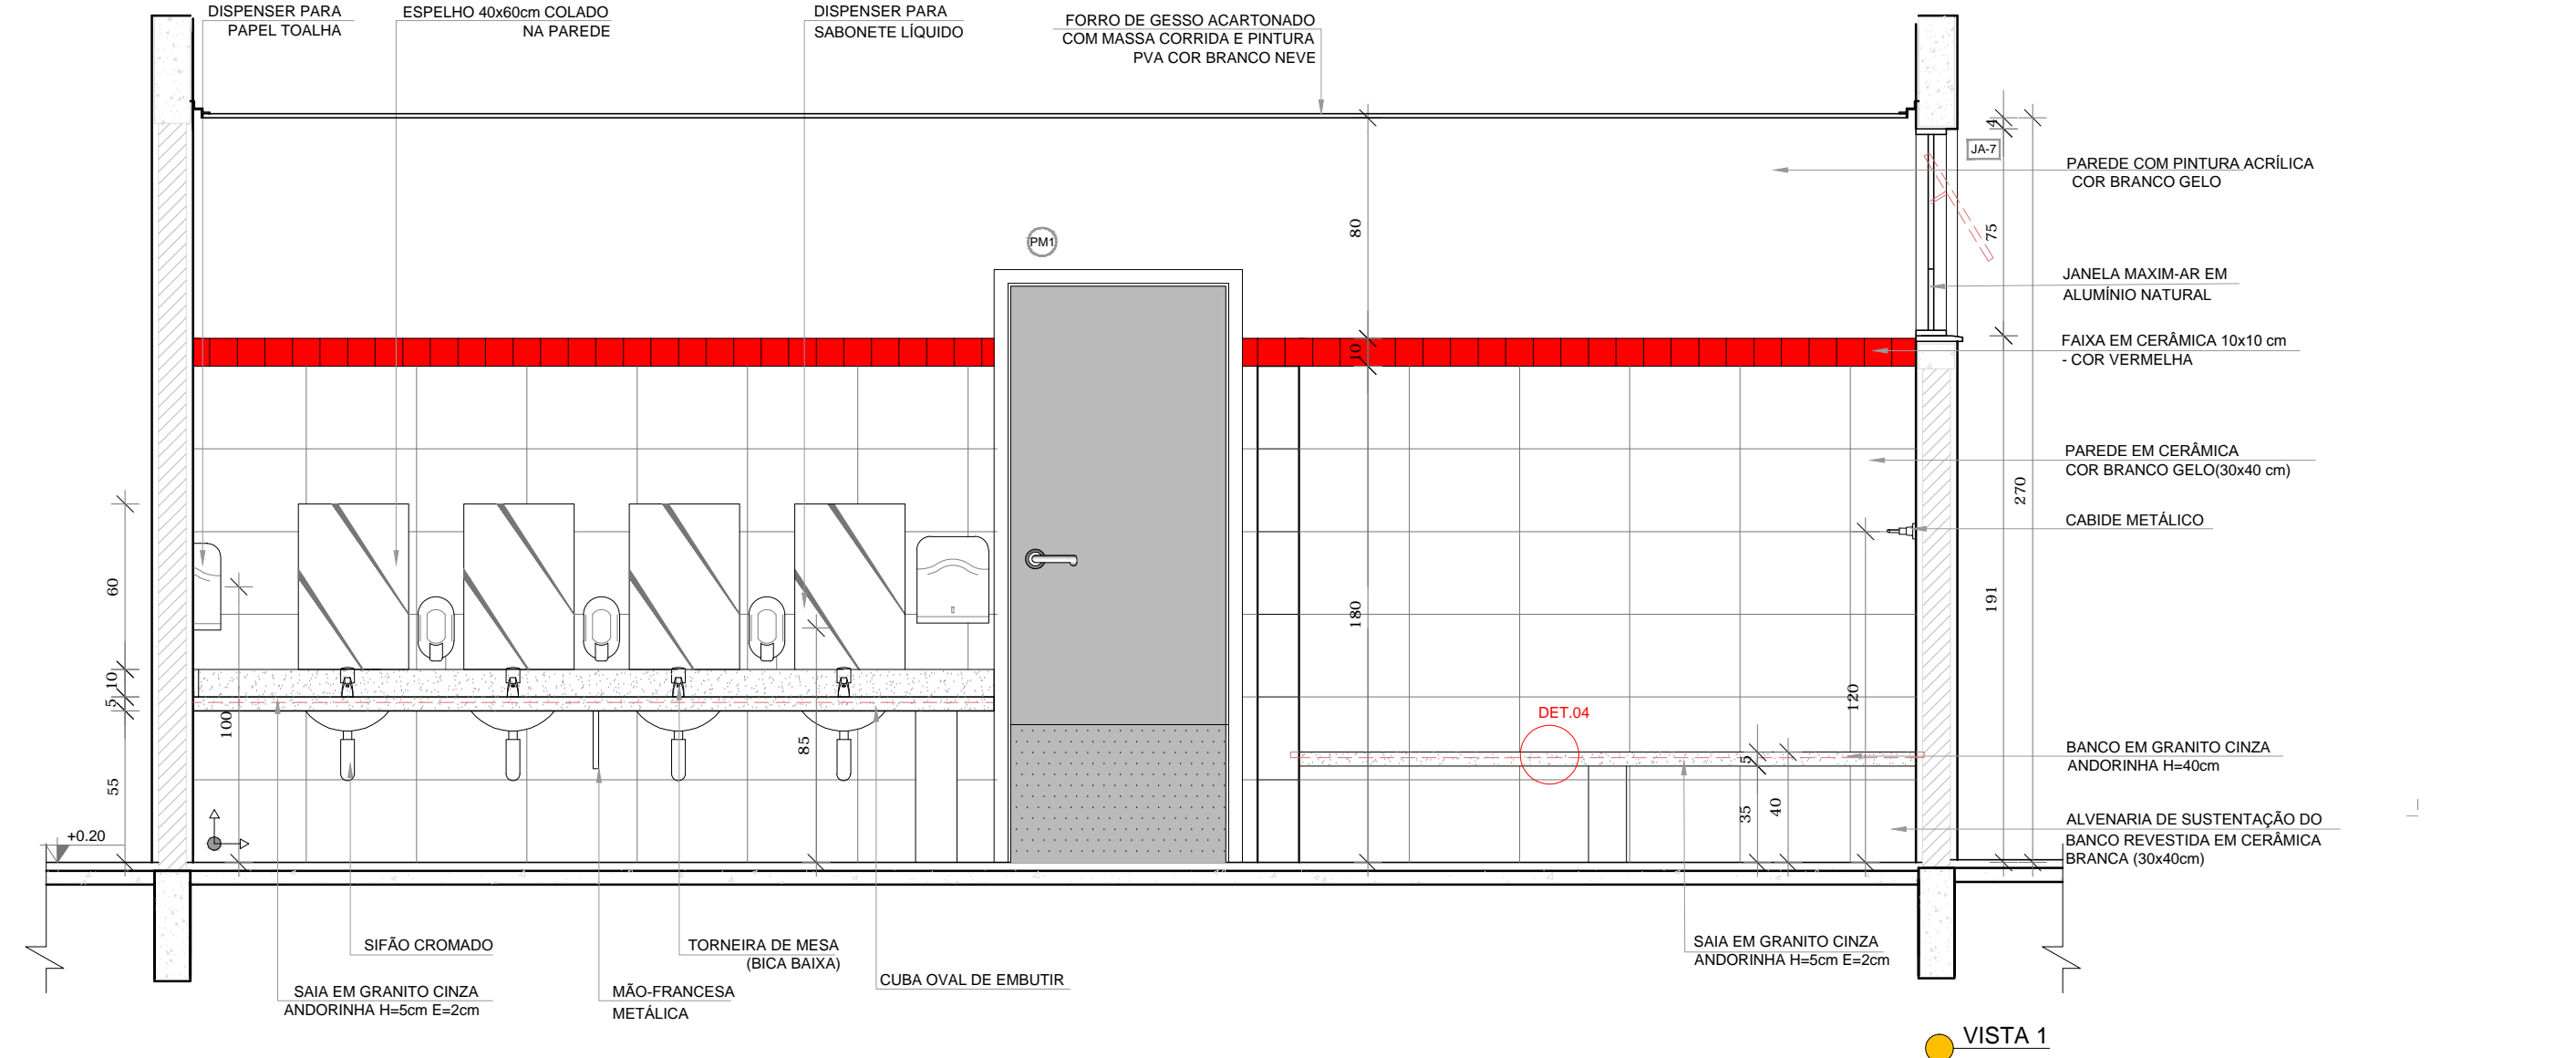 DISPENSER PARA
PAPEL TOALHA
ESPELHO 40x60cm COLADO
NA PAREDE
DISPENSER PARA
SABONETE LÍQUIDO
FORRO DE GESSO ACARTONADO
COM MASSA CORRIDA E PINTURA
PVA COR BRANCO NEVE
4
JA-7
PAREDE COM PINTURA ACRÍLICA
COR BRANCO GELO
80
75
PM1
JANELA MAXIM-AR EM
ALUMÍNIO NATURAL
FAIXA EM CERÂMICA 10x10 cm
- COR VERMELHA
10
PAREDE EM CERÂMICA
COR BRANCO GELO(30x40 cm)
270
CABIDE METÁLICO
60
180
191
10
5
100
120
DET.04
85
5
BANCO EM GRANITO CINZA
ANDORINHA H=40cm
55
35
40
+0.20
ALVENARIA DE SUSTENTAÇÃO DO
BANCO REVESTIDA EM CERÂMICA
BRANCA (30x40cm)
SIFÃO CROMADO
TORNEIRA DE MESA
(BICA BAIXA)
CUBA OVAL DE EMBUTIR
SAIA EM GRANITO CINZA
ANDORINHA H=5cm E=2cm
SAIA EM GRANITO CINZA
ANDORINHA H=5cm E=2cm
MÃO-FRANCESA
METÁLICA
VISTA 1